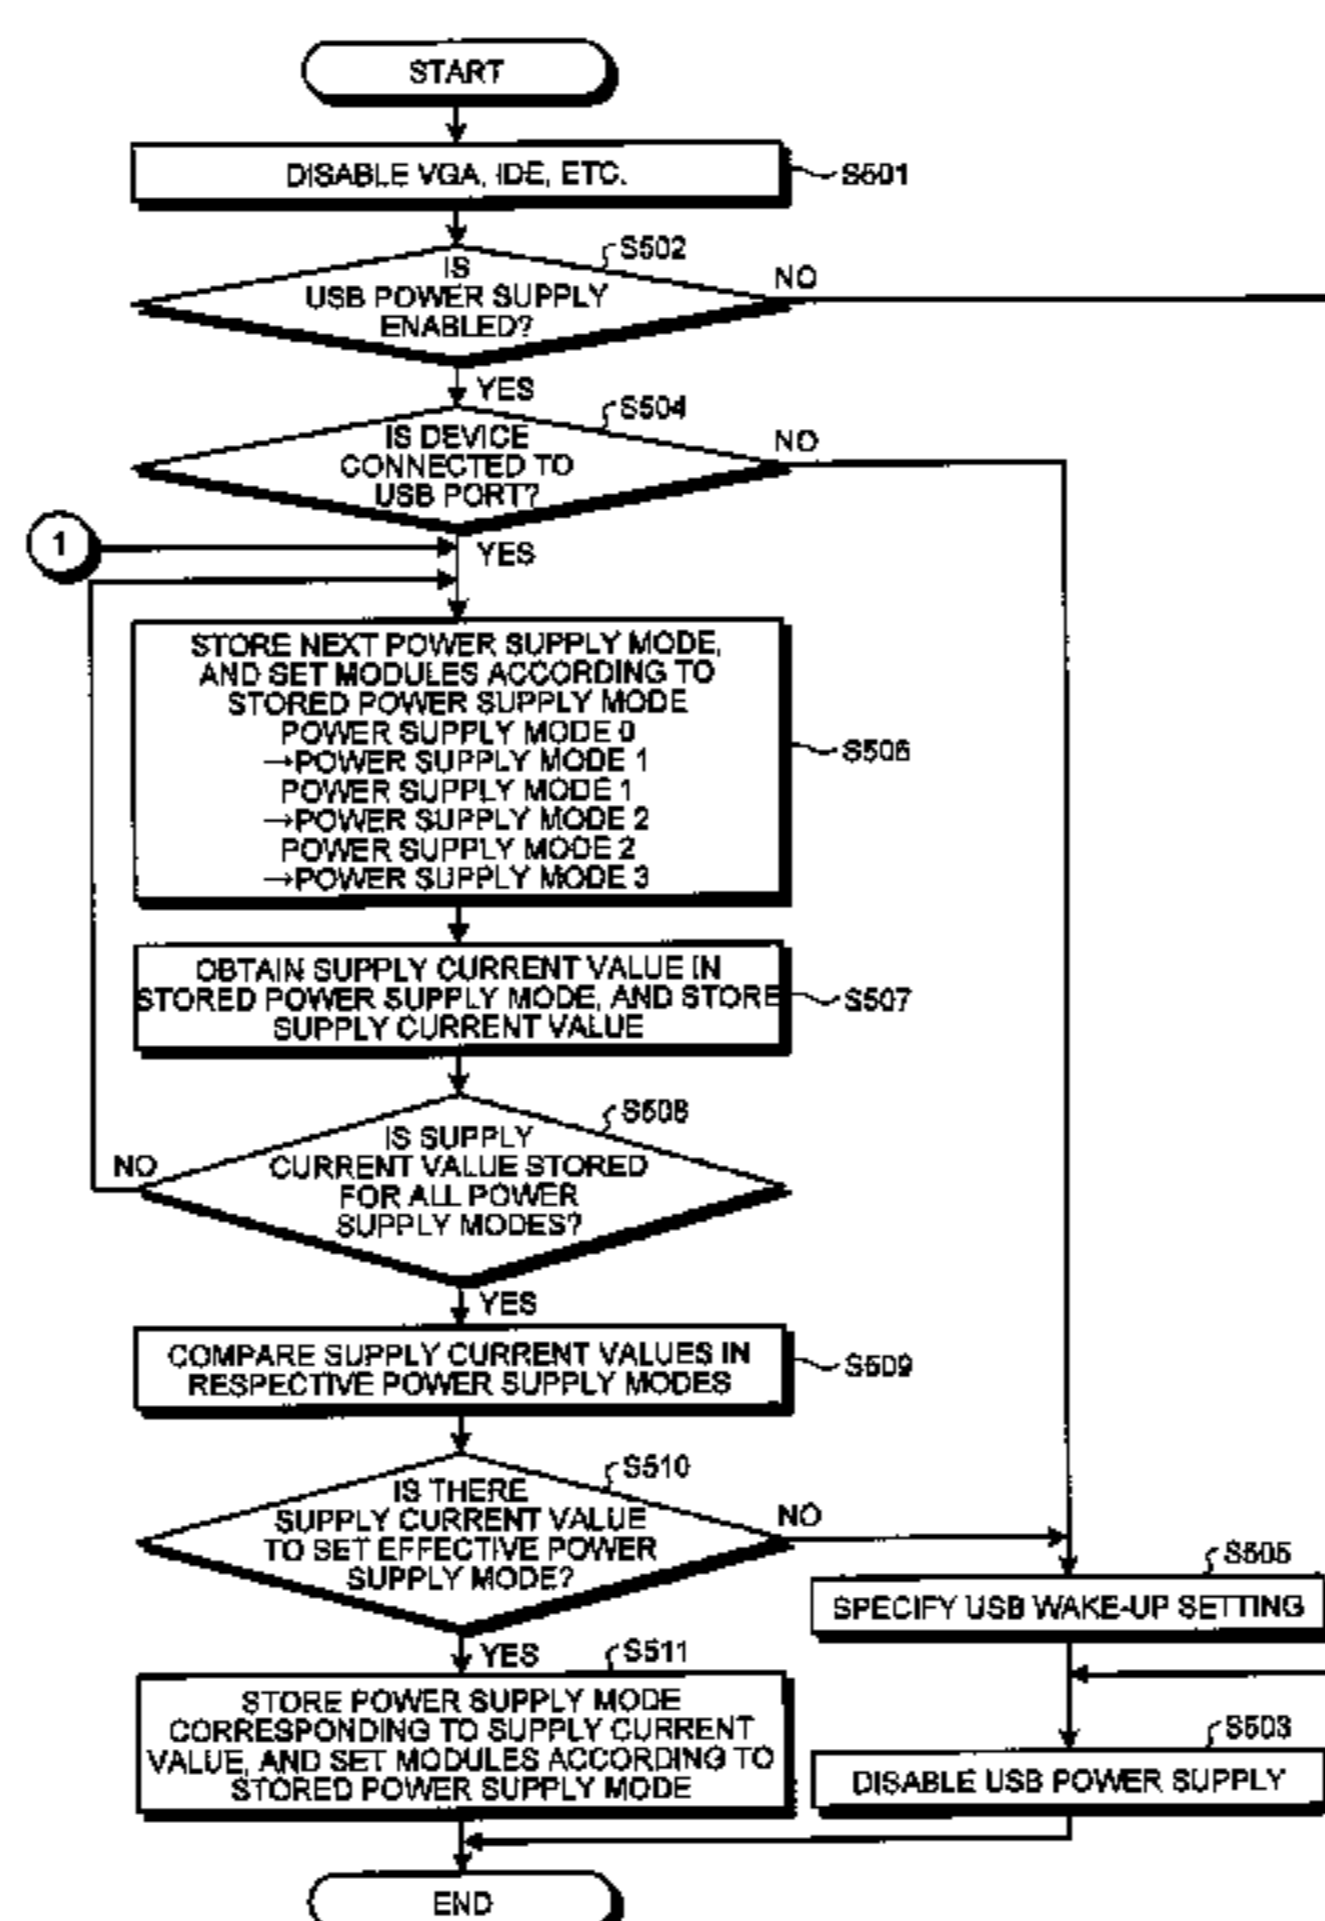 START
DISABLE VGA, IDE, ETC.
S501
S502
IS
USB POWER SUPPLY
ENABLED?
NO
YES
S504
IS DEVICE
CONNECTED TO
USB PORT?
NO
1
YES
STORE NEXT POWER SUPPLY MODE,
AND SET MODULES ACCORDING TO
STORED POWER SUPPLY MODE
POWER SUPPLY MODE 0
→POWER SUPPLY MODE 1
POWER SUPPLY MODE 1
→POWER SUPPLY MODE 2
POWER SUPPLY MODE 2
→POWER SUPPLY MODE 3
S506
OBTAIN SUPPLY CURRENT VALUE IN
STORED POWER SUPPLY MODE, AND STORE
SUPPLY CURRENT VALUE
S507
S508
IS SUPPLY
CURRENT VALUE STORED
FOR ALL POWER
SUPPLY MODES?
NO
YES
COMPARE SUPPLY CURRENT VALUES IN
RESPECTIVE POWER SUPPLY MODES
S509
S510
IS THERE
SUPPLY CURRENT VALUE
TO SET EFFECTIVE POWER
SUPPLY MODE?
NO
S505
SPECIFY USB WAKE-UP SETTING
YES
S511
STORE POWER SUPPLY MODE
CORRESPONDING TO SUPPLY CURRENT
VALUE, AND SET MODULES ACCORDING TO
STORED POWER SUPPLY MODE
S503
DISABLE USB POWER SUPPLY
END